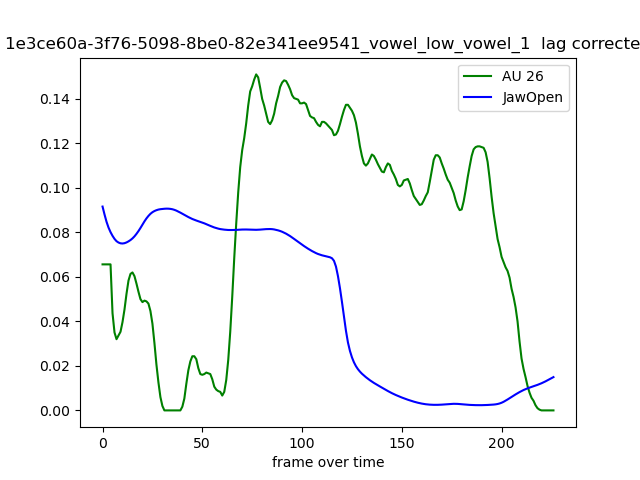 1e3ce60a-3f76-5098-8be0-82e341ee9541_vowel_low_vowel_1 lag correcte
AU 26
JawOpen
0.14
0.12
0.10
0.08
0.06
0.04
0.02
0.00
0 50 100 150 200
frame over time